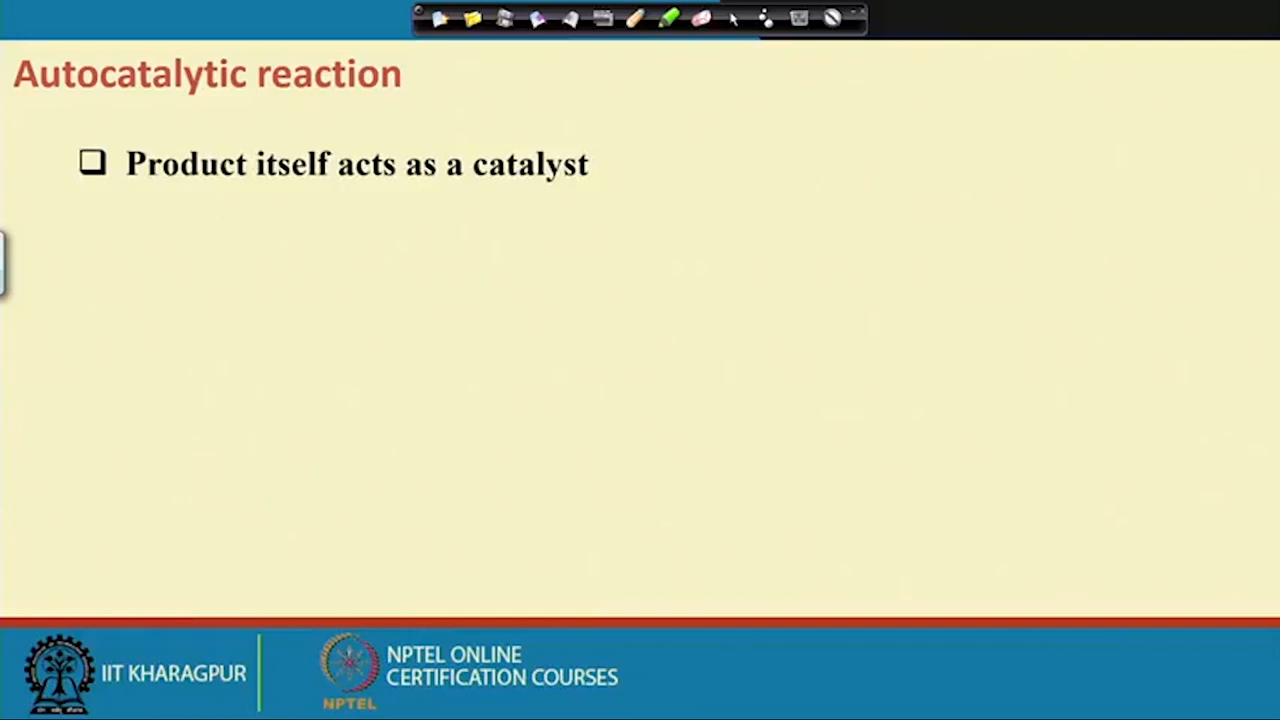 Autocatalytic reaction
Product itself acts as a catalyst
IIT KHARAGPUR
NPTEL
NPTEL ONLINE
CERTIFICATION COURSES